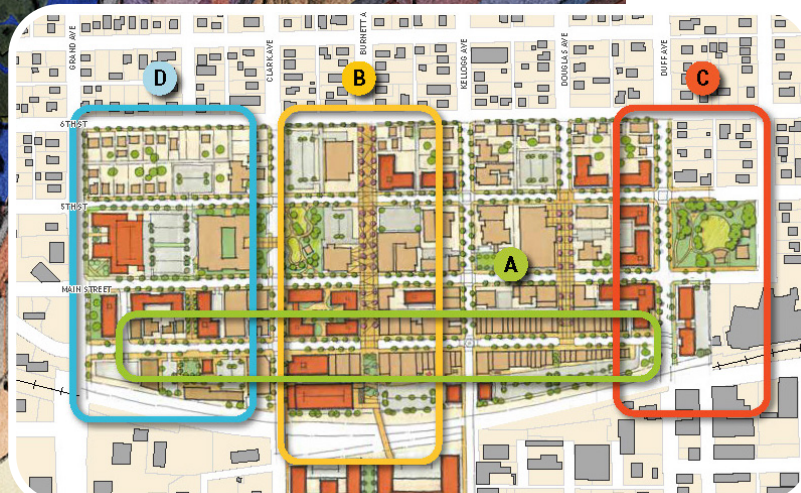 GRAND AVE
CLARK AVE
BURNETT A
KELLOGG AVE
DOUGLAS AVE
DUFF AVE
D
B
C
6TH ST
5TH ST
A
MAIN STREET